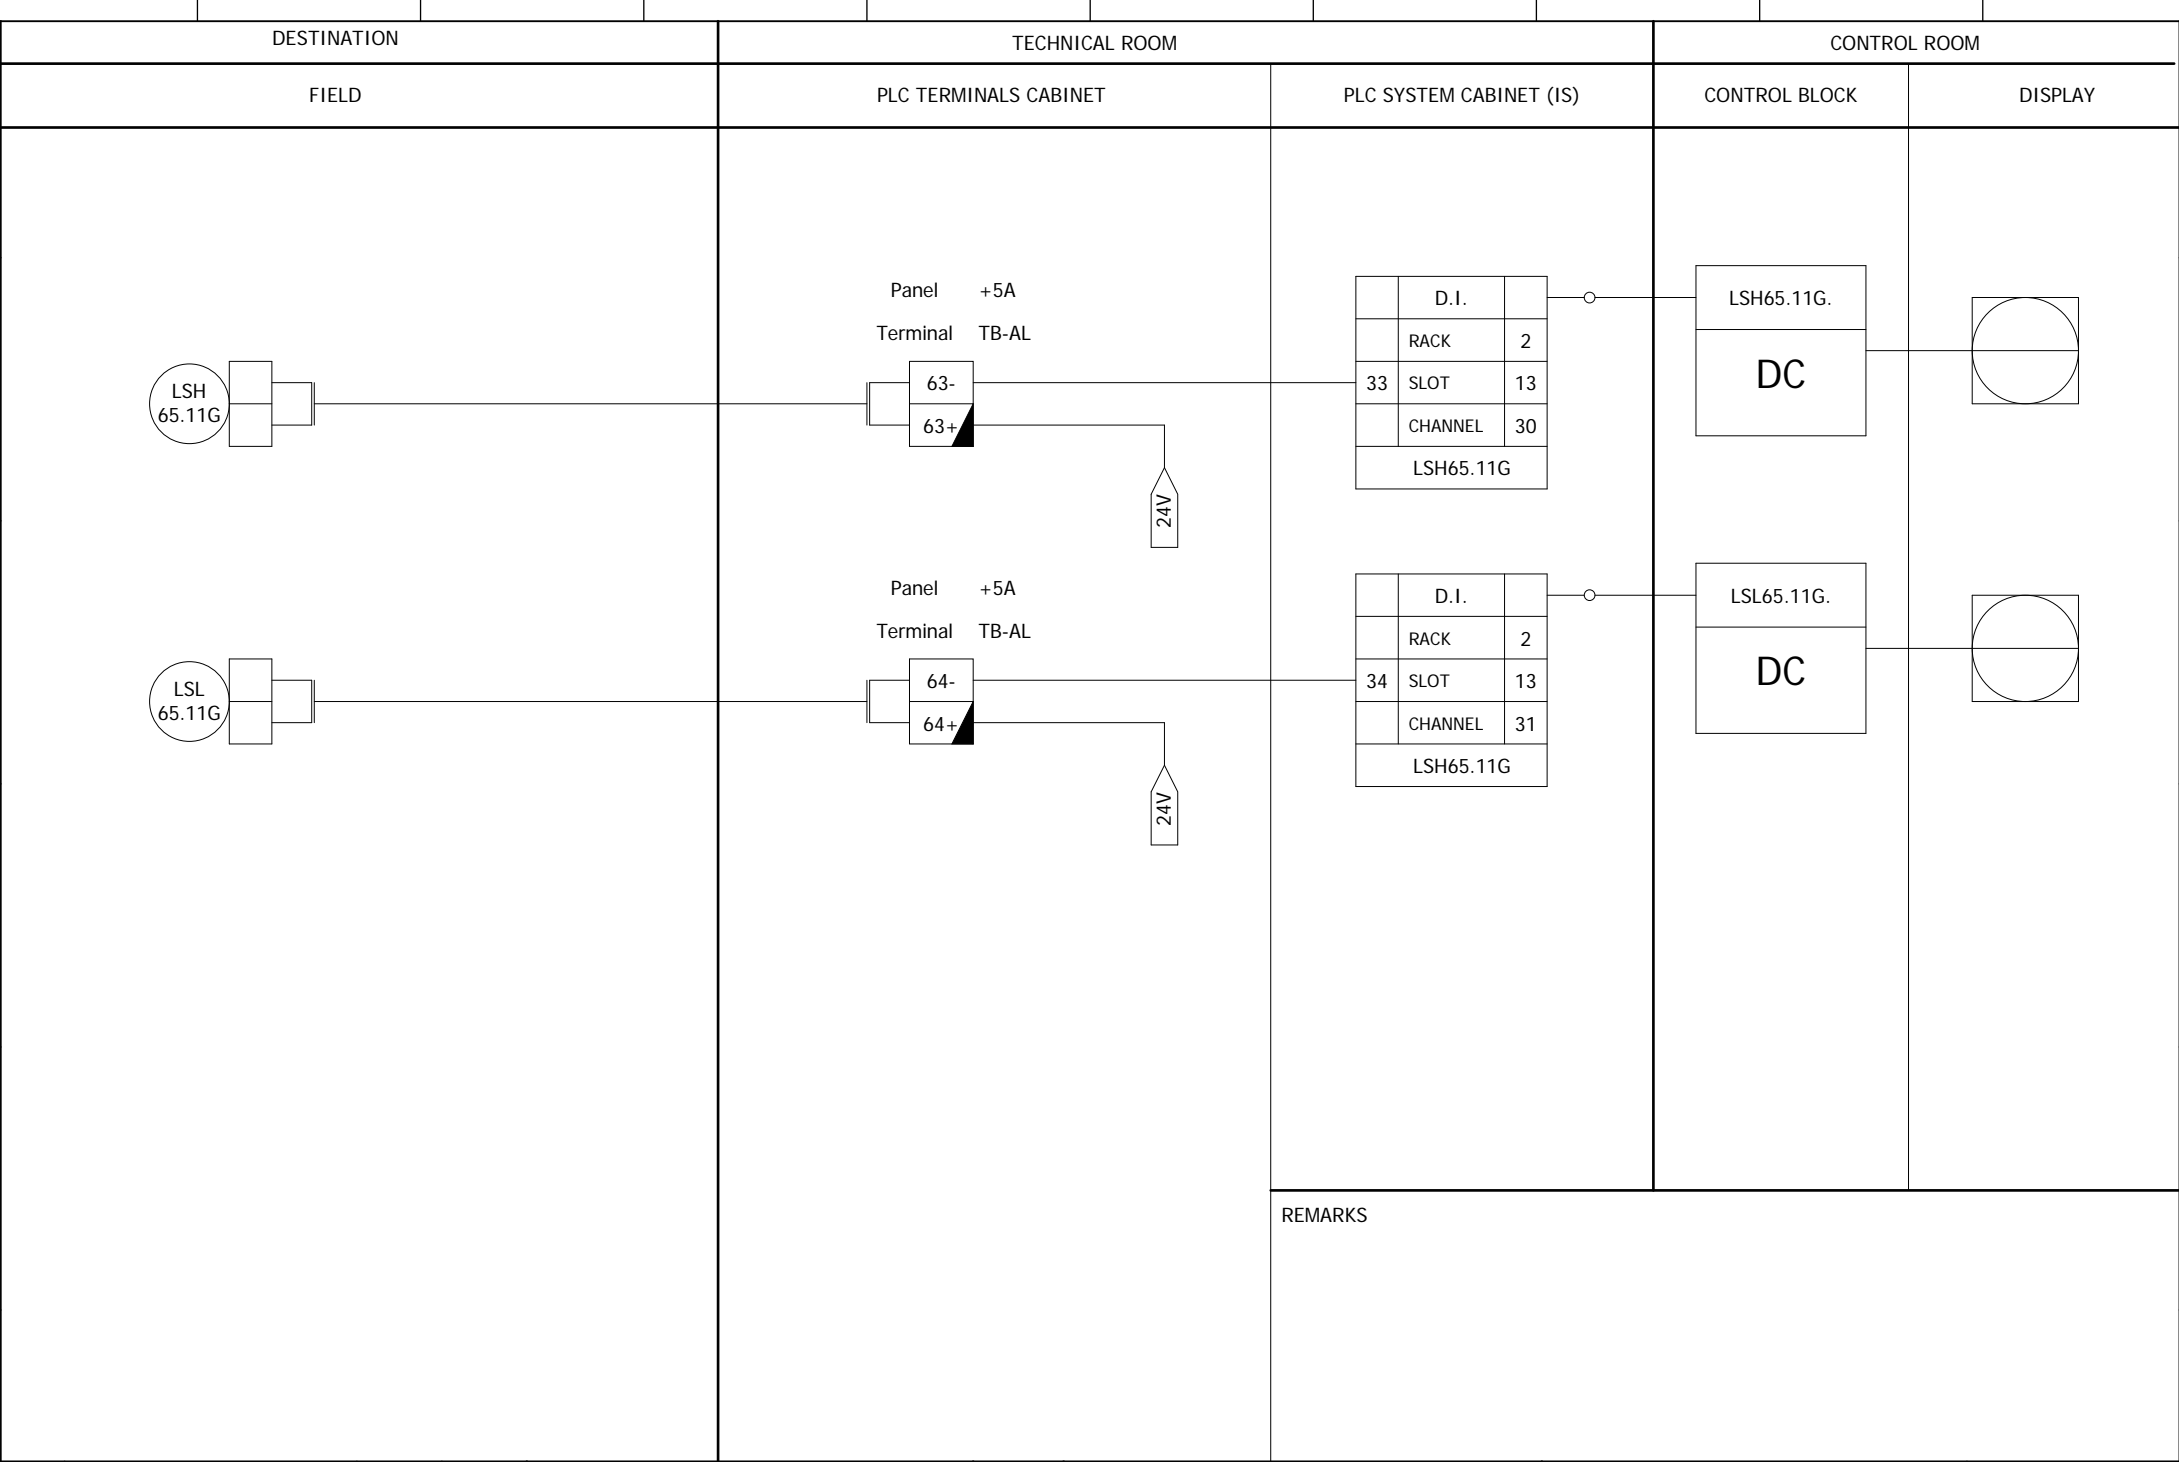 DESTINATION
TECHNICAL ROOM
CONTROL ROOM
FIELD
PLC TERMINALS CABINET
PLC SYSTEM CABINET (IS)
CONTROL BLOCK
DISPLAY
LSH
65.11G
Panel +5A
Terminal TB-AL
63-
63+
24V
D.I.
RACK 2
33 SLOT 13
CHANNEL 30
LSH65.11G
LSH65.11G.
DC
LSL
65.11G
Panel +5A
Terminal TB-AL
64-
64+
24V
D.I.
RACK 2
34 SLOT 13
CHANNEL 31
LSH65.11G
LSL65.11G.
DC
REMARKS